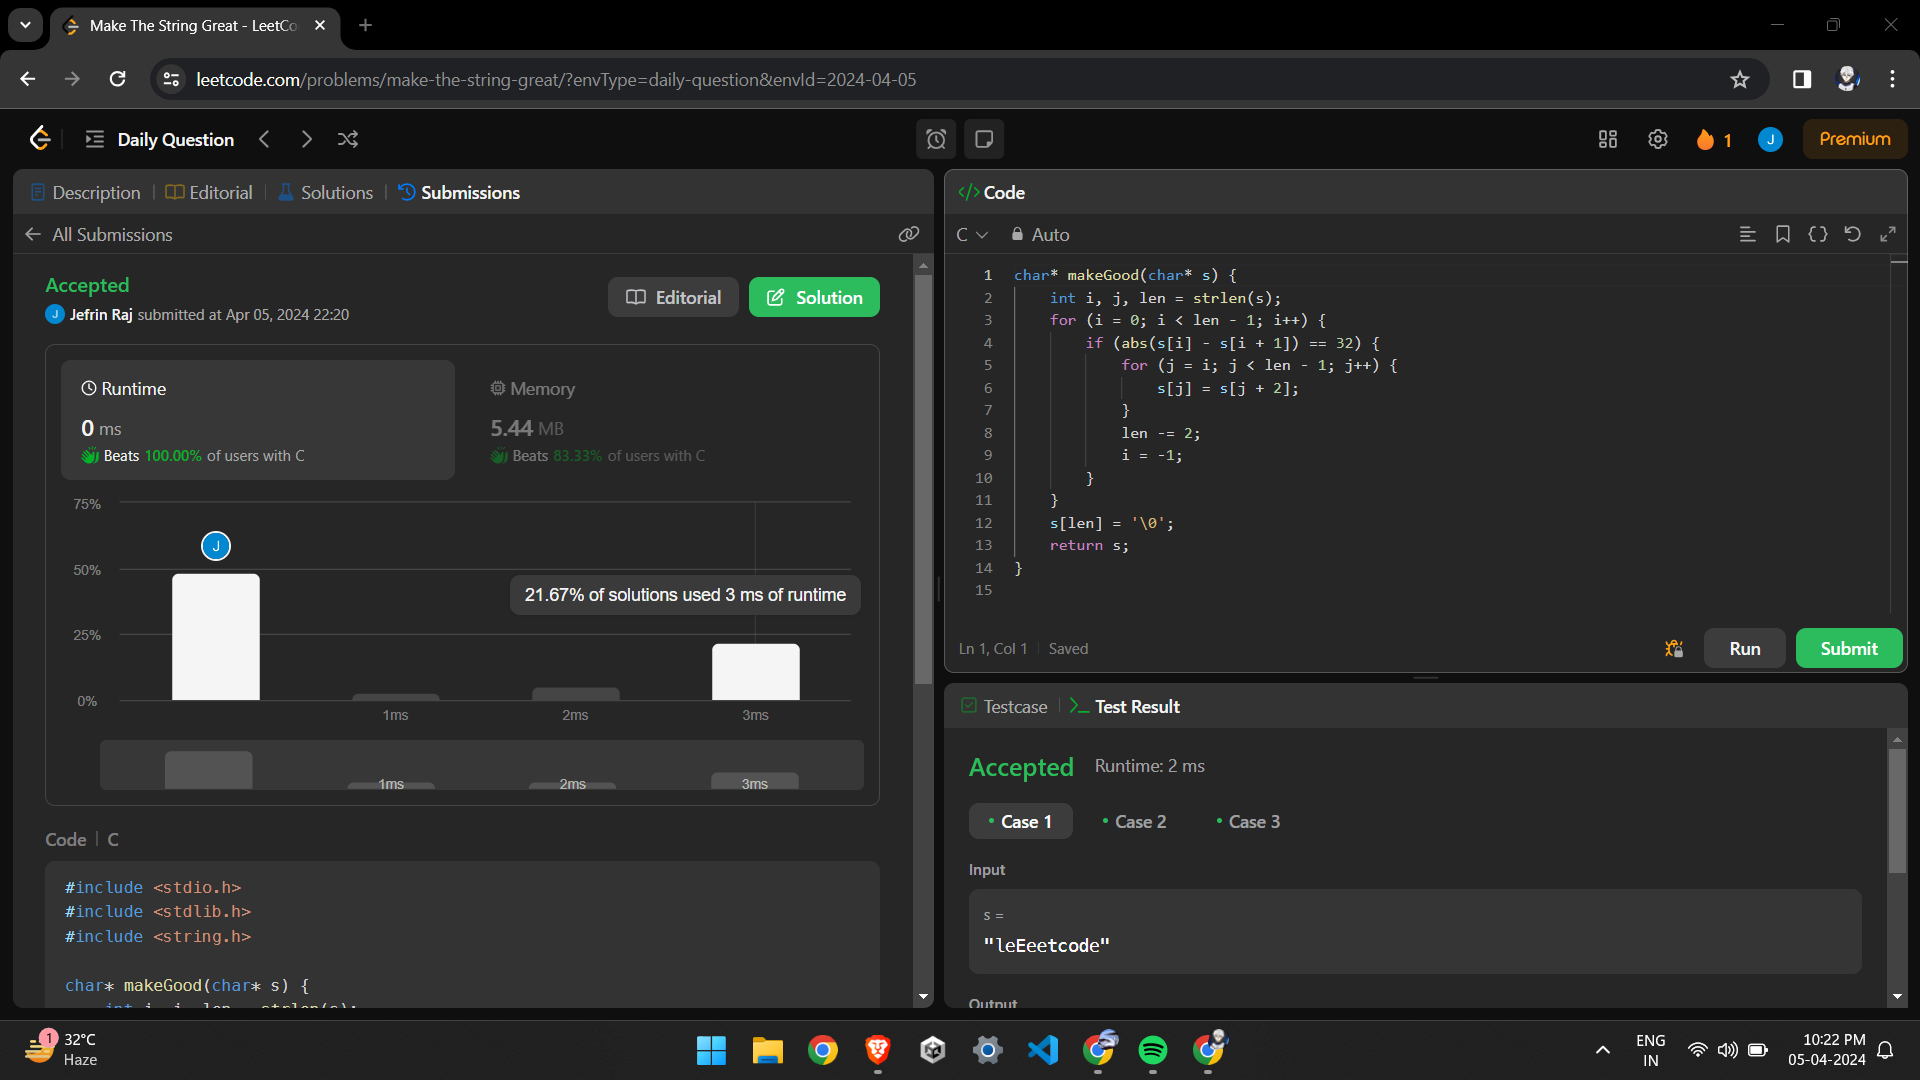 Make The String Great - LeetCo
leetcode.com/problems/make-the-string-great/?envType=daily-question&envId=2024-04-05
Daily Question
1
J
Premium
Description
Editorial
Solutions
Submissions
All Submissions
Accepted
J Jefrin Raj submitted at Apr 05, 2024 22:20
Editorial
Solution
Runtime
0 ms
Beats 100.00% of users with C
Memory
5.44 MB
Beats 83.33% of users with C
75%
50%
25%
0%
J
21.67% of solutions used 3 ms of runtime
1ms
2ms
3ms
1ms
2ms
3ms
Code
C
#include <stdio.h>
#include <stdlib.h>
#include <string.h>
char* makeGood(char* s) {
int i, j, len = strlen(s);
</> Code
C
Auto
1 char* makeGood(char* s) {
2 int i, j, len = strlen(s);
3 for (i = 0; i < len - 1; i++) {
4 if (abs(s[i] - s[i + 1]) == 32) {
5 for (j = i; j < len - 1; j++) {
6 s[j] = s[j + 2];
7 }
8 len -= 2;
9 i = -1;
10 }
11 }
12 s[len] = '\0';
13 return s;
14 }
15
Ln 1, Col 1
Saved
Run
Submit
Testcase
Test Result
Accepted
Runtime: 2 ms
Case 1
Case 2
Case 3
Input
s =
"leEeetcode"
Output
1
32°C
Haze
ENG
IN
10:22 PM
05-04-2024